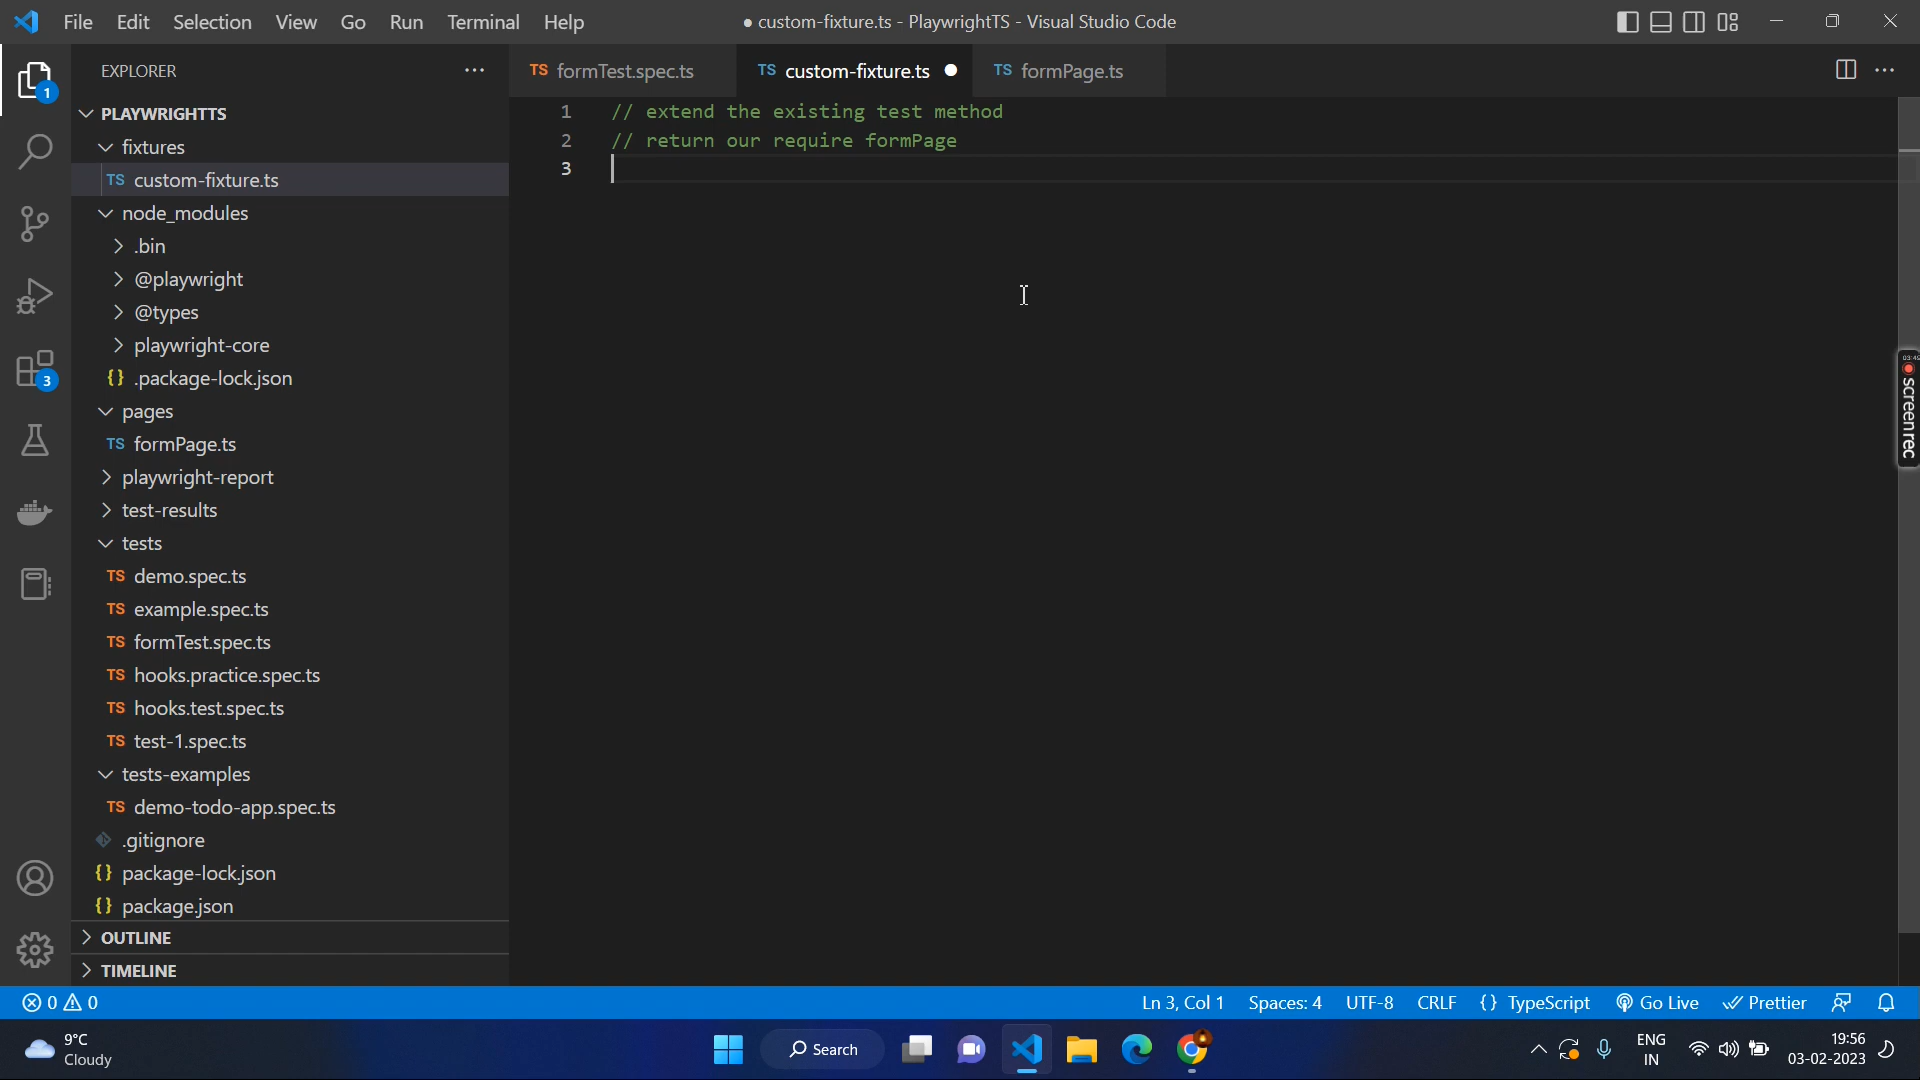 File Edit Selection View Go Run Terminal Help
● custom-fixture.ts - PlaywrightTS - Visual Studio Code
EXPLORER
1
PLAYWRIGHTTS
fixtures
TS custom-fixture.ts
node_modules
.bin
@playwright
@types
playwright-core
{} .package-lock.json
pages
TS formPage.ts
playwright-report
test-results
tests
TS demo.spec.ts
TS example.spec.ts
TS formTest.spec.ts
TS hooks.practice.spec.ts
TS hooks.test.spec.ts
TS test-1.spec.ts
tests-examples
TS demo-todo-app.spec.ts
.gitignore
{} package-lock.json
{} package.json
OUTLINE
TIMELINE
3
TS formTest.spec.ts
TS custom-fixture.ts
TS formPage.ts
1 // extend the existing test method
2 // return our require formPage
3
screenrec
0 0
Ln 3, Col 1 Spaces: 4 UTF-8 CRLF {} TypeScript Go Live Prettier
9°C
Cloudy
Search
ENG
IN
19:56
03-02-2023